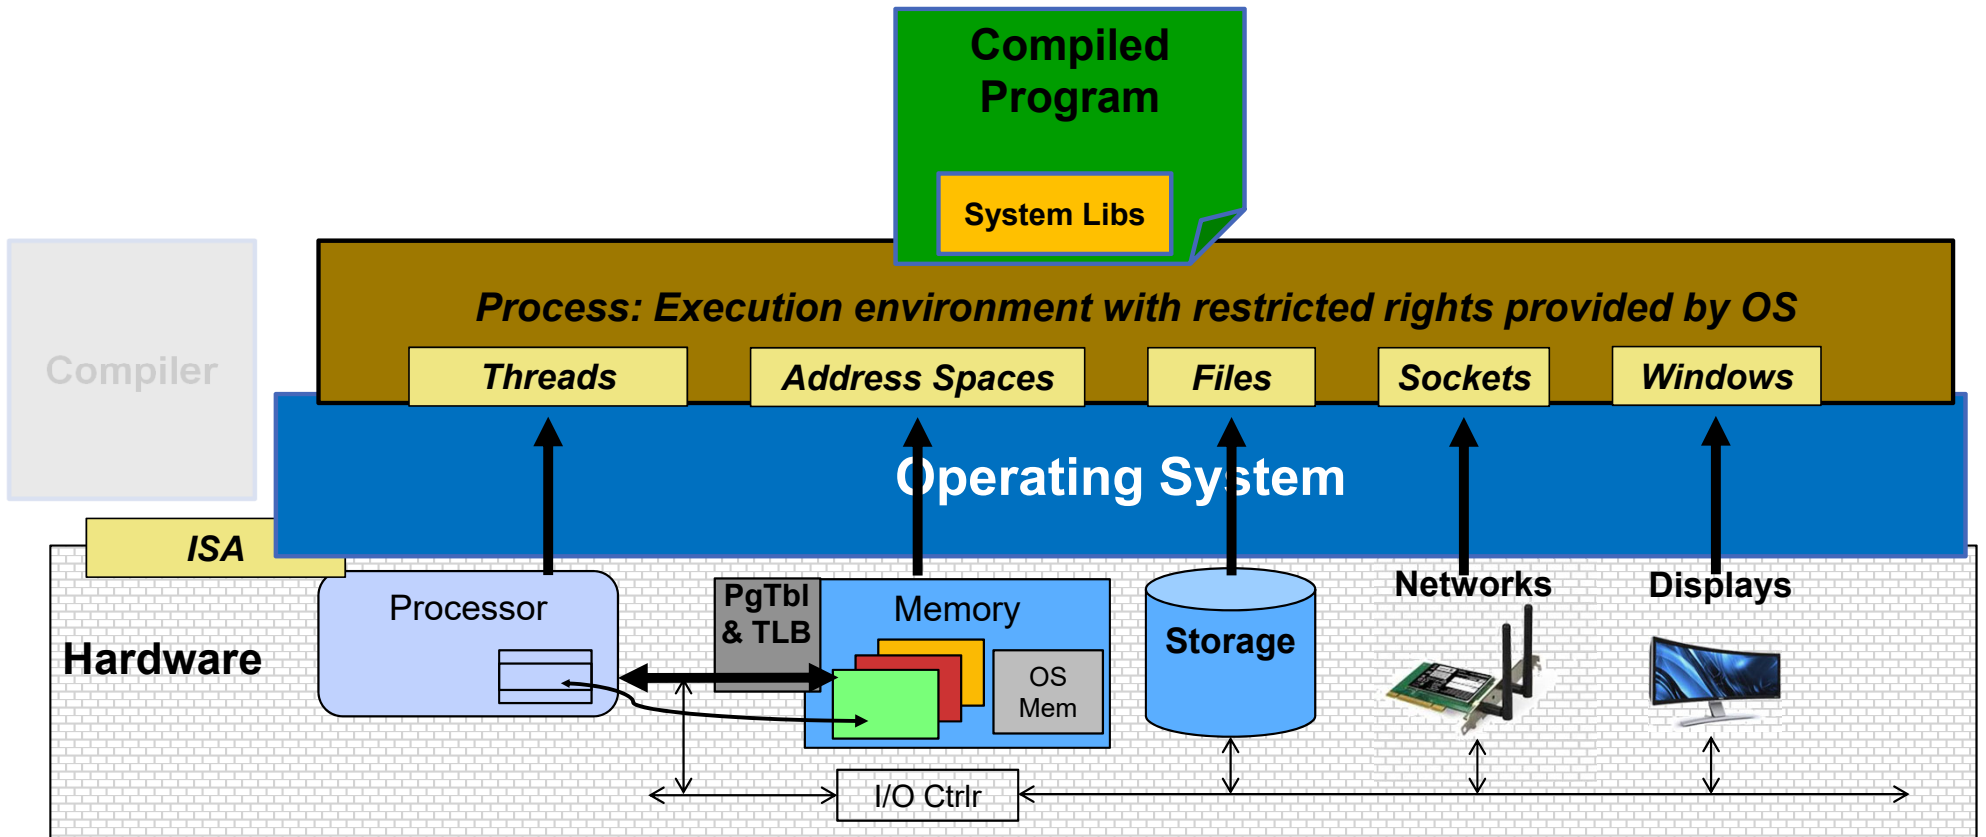 Compiled
Program
System Libs
Process: Execution environment with restricted rights provided by OS
Compiler
Threads
Address Spaces
Files
Sockets
Windows
Operating System
ISA
Hardware
Processor
PgTbl
& TLB
Memory
OS
Mem
Storage
Networks
Displays
I/O Ctrlr